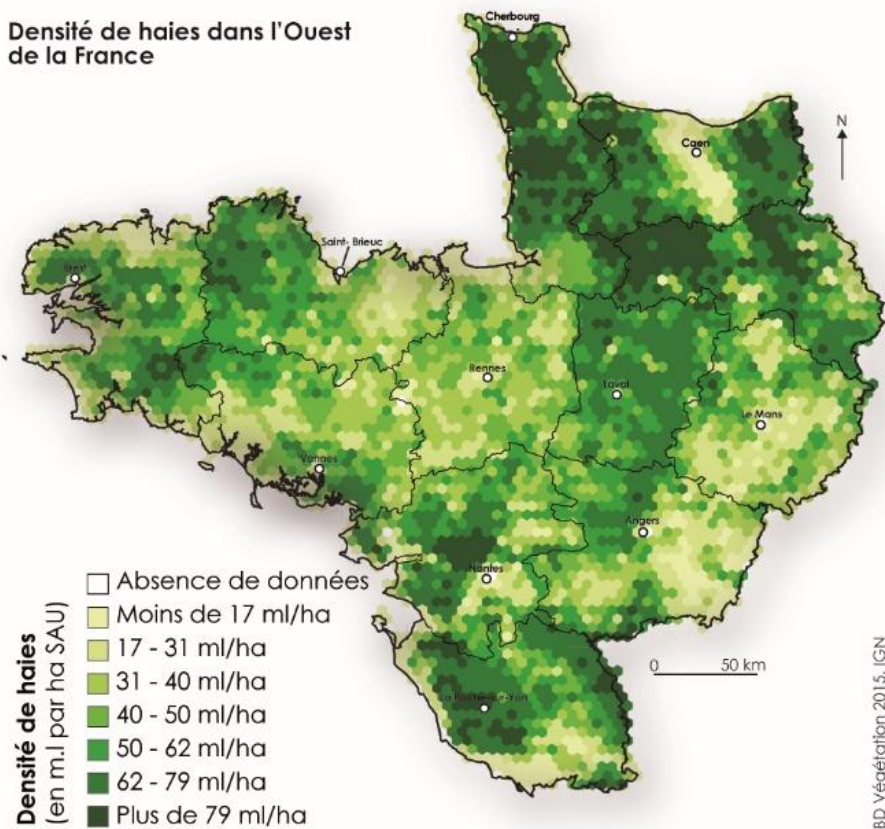 Densité de haies dans l'Ouest
de la France
Cherbourg
N
Caen
Saint- Brieuc
Brest
Rennes
Laval
Le Mans
Vannes
Angers
Nantes
La Roche-sur-Yon
0 50 km
Densité de haies
(en m.l par ha SAU)
Absence de données
Moins de 17 ml/ha
17 - 31 ml/ha
31 - 40 ml/ha
40 - 50 ml/ha
50 - 62 ml/ha
62 - 79 ml/ha
Plus de 79 ml/ha
BD Végétation 2015, IGN